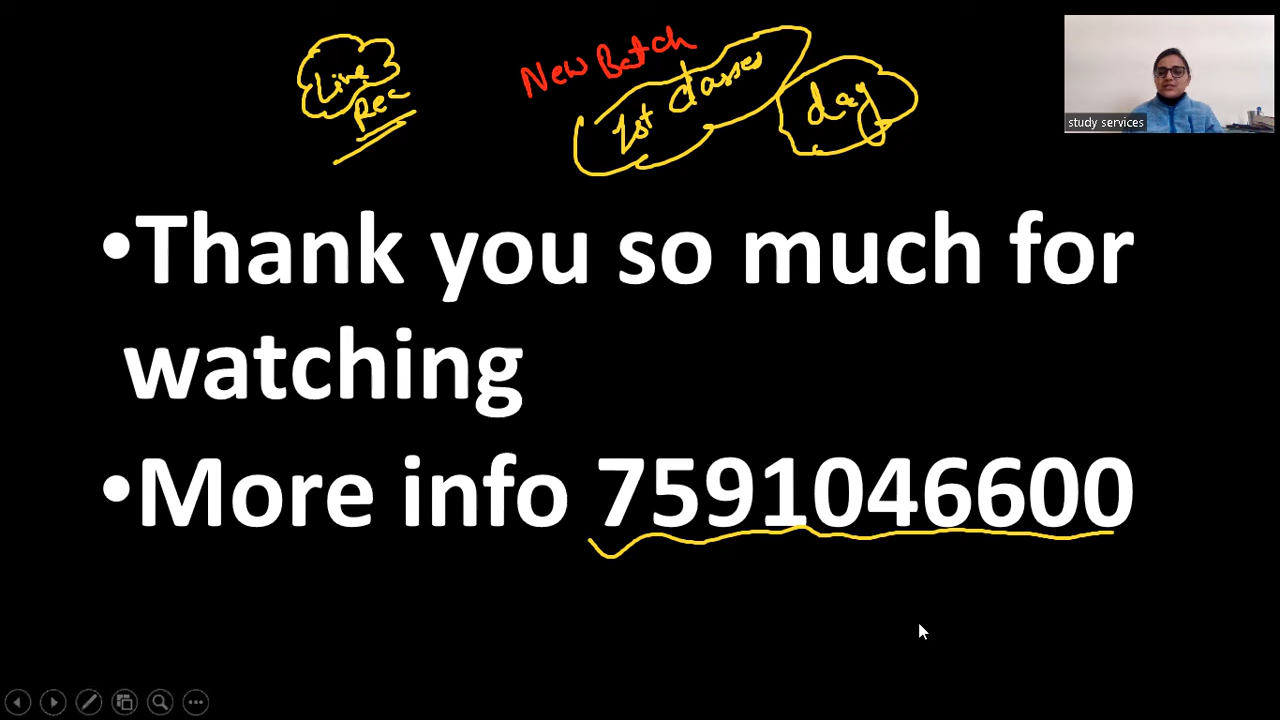 Live
Rec
New Batch
1st classes
day
study services
•Thank you so much for
watching
•More info 7591046600